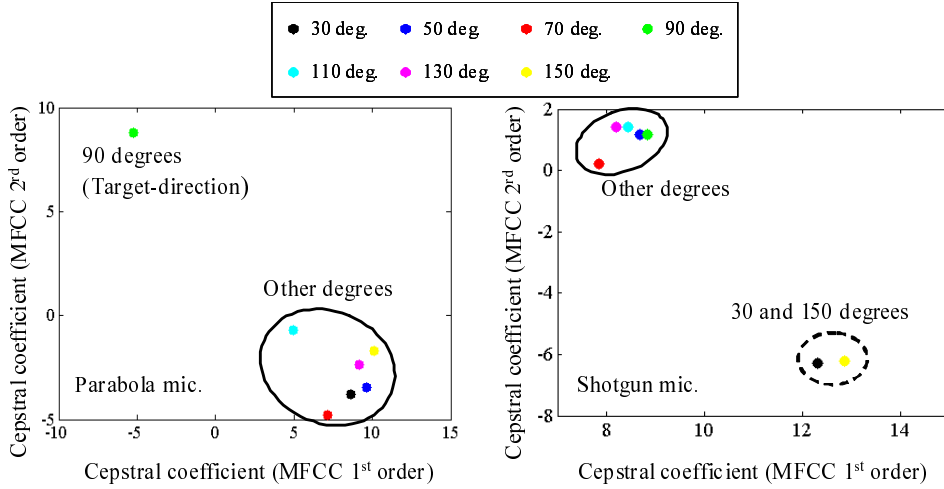 30 deg. 50 deg. 70 deg. 90 deg.
110 deg. 130 deg. 150 deg.
Cepstral coefficient (MFCC 2rd order)
10
5
0
-5
90 degrees
(Target-direction)
Other degrees
Parabola mic.
-10 -5 0 5 10 15
Cepstral coefficient (MFCC 1st order)
Cepstral coefficient (MFCC 2rd order)
2
0
-2
-4
-6
-8
Other degrees
30 and 150 degrees
Shotgun mic.
8 10 12 14
Cepstral coefficient (MFCC 1st order)